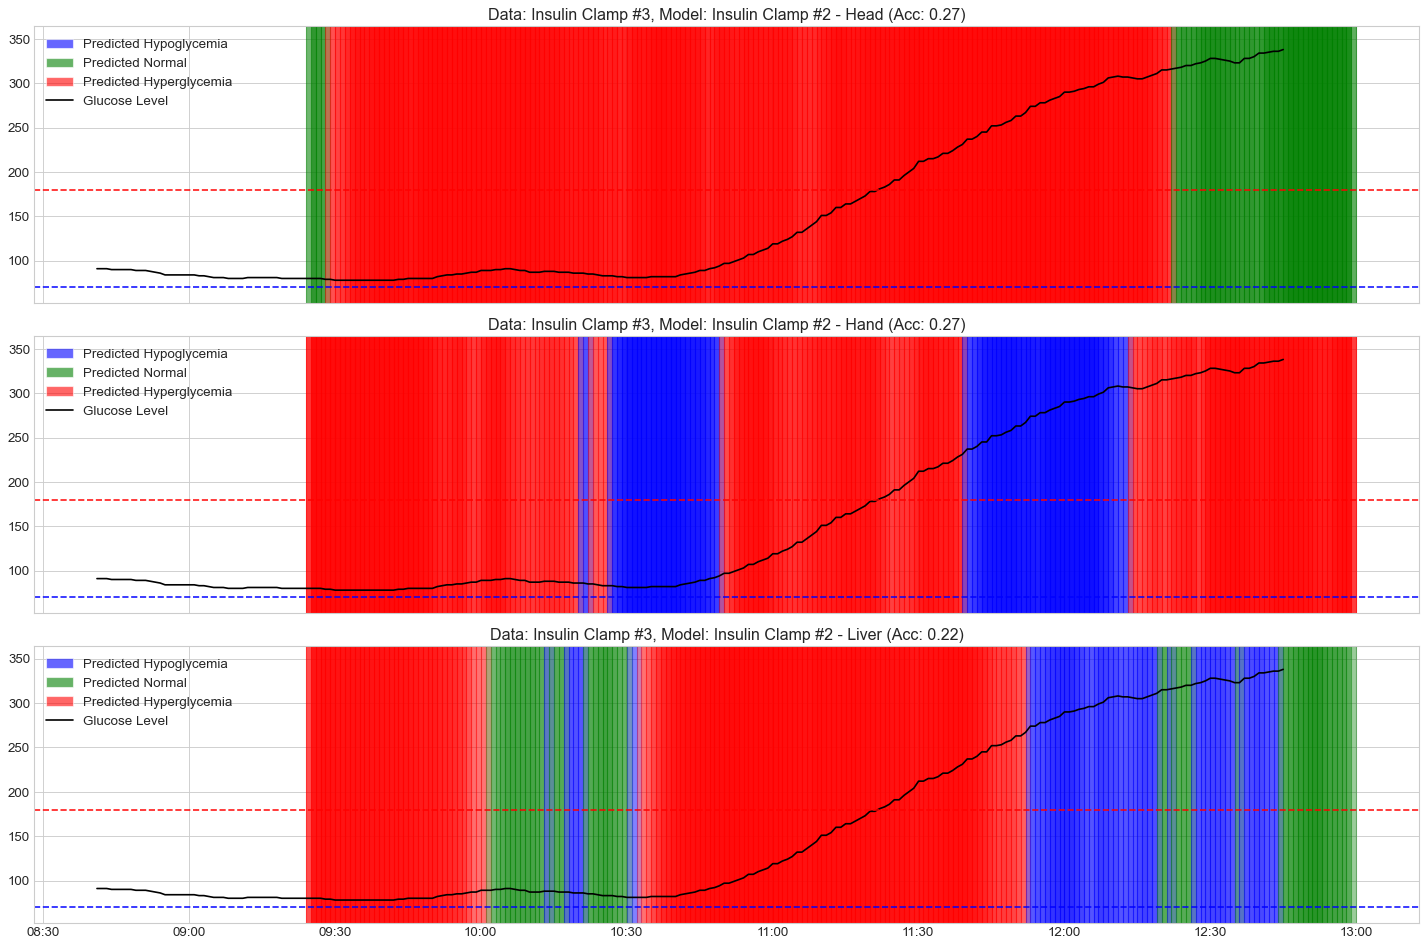 Data: Insulin Clamp #3, Model: Insulin Clamp #2 - Head (Acc: 0.27)
350
300
250
200
150
100
Predicted Hypoglycemia
Predicted Normal
Predicted Hyperglycemia
Glucose Level
Data: Insulin Clamp #3, Model: Insulin Clamp #2 - Hand (Acc: 0.27)
350
300
250
200
150
100
Predicted Hypoglycemia
Predicted Normal
Predicted Hyperglycemia
Glucose Level
Data: Insulin Clamp #3, Model: Insulin Clamp #2 - Liver (Acc: 0.22)
350
300
250
200
150
100
Predicted Hypoglycemia
Predicted Normal
Predicted Hyperglycemia
Glucose Level
08:30 09:00 09:30 10:00 10:30 11:00 11:30 12:00 12:30 13:00